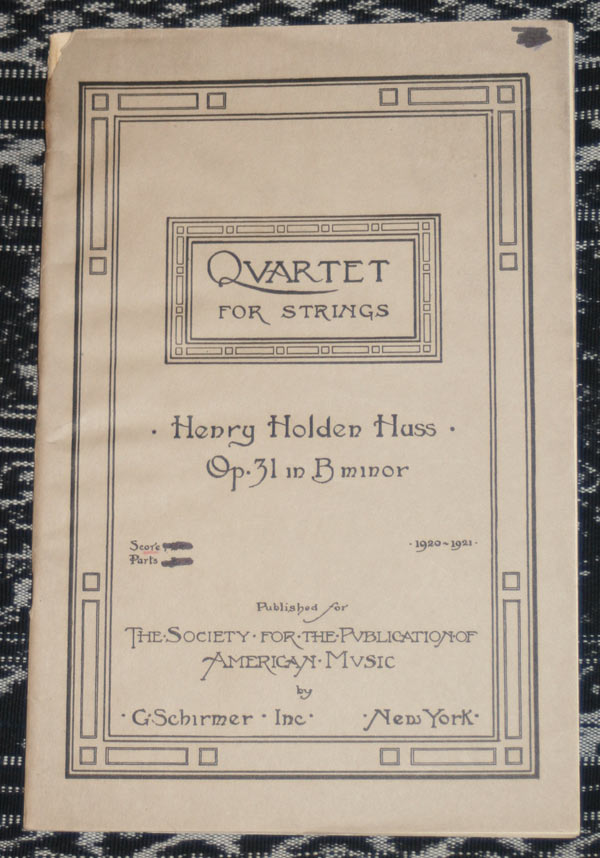 QVARTET
FOR STRINGS
· Henry Holden Huss ·
Op. 31 in B minor
Score
· 1920-1921 ·
Parts
Published for
THE·SOCIETY·FOR·THE·PVBLICATION·OF
AMERICAN·MVSIC
by
· G·Schirmer · Inc · · New York ·